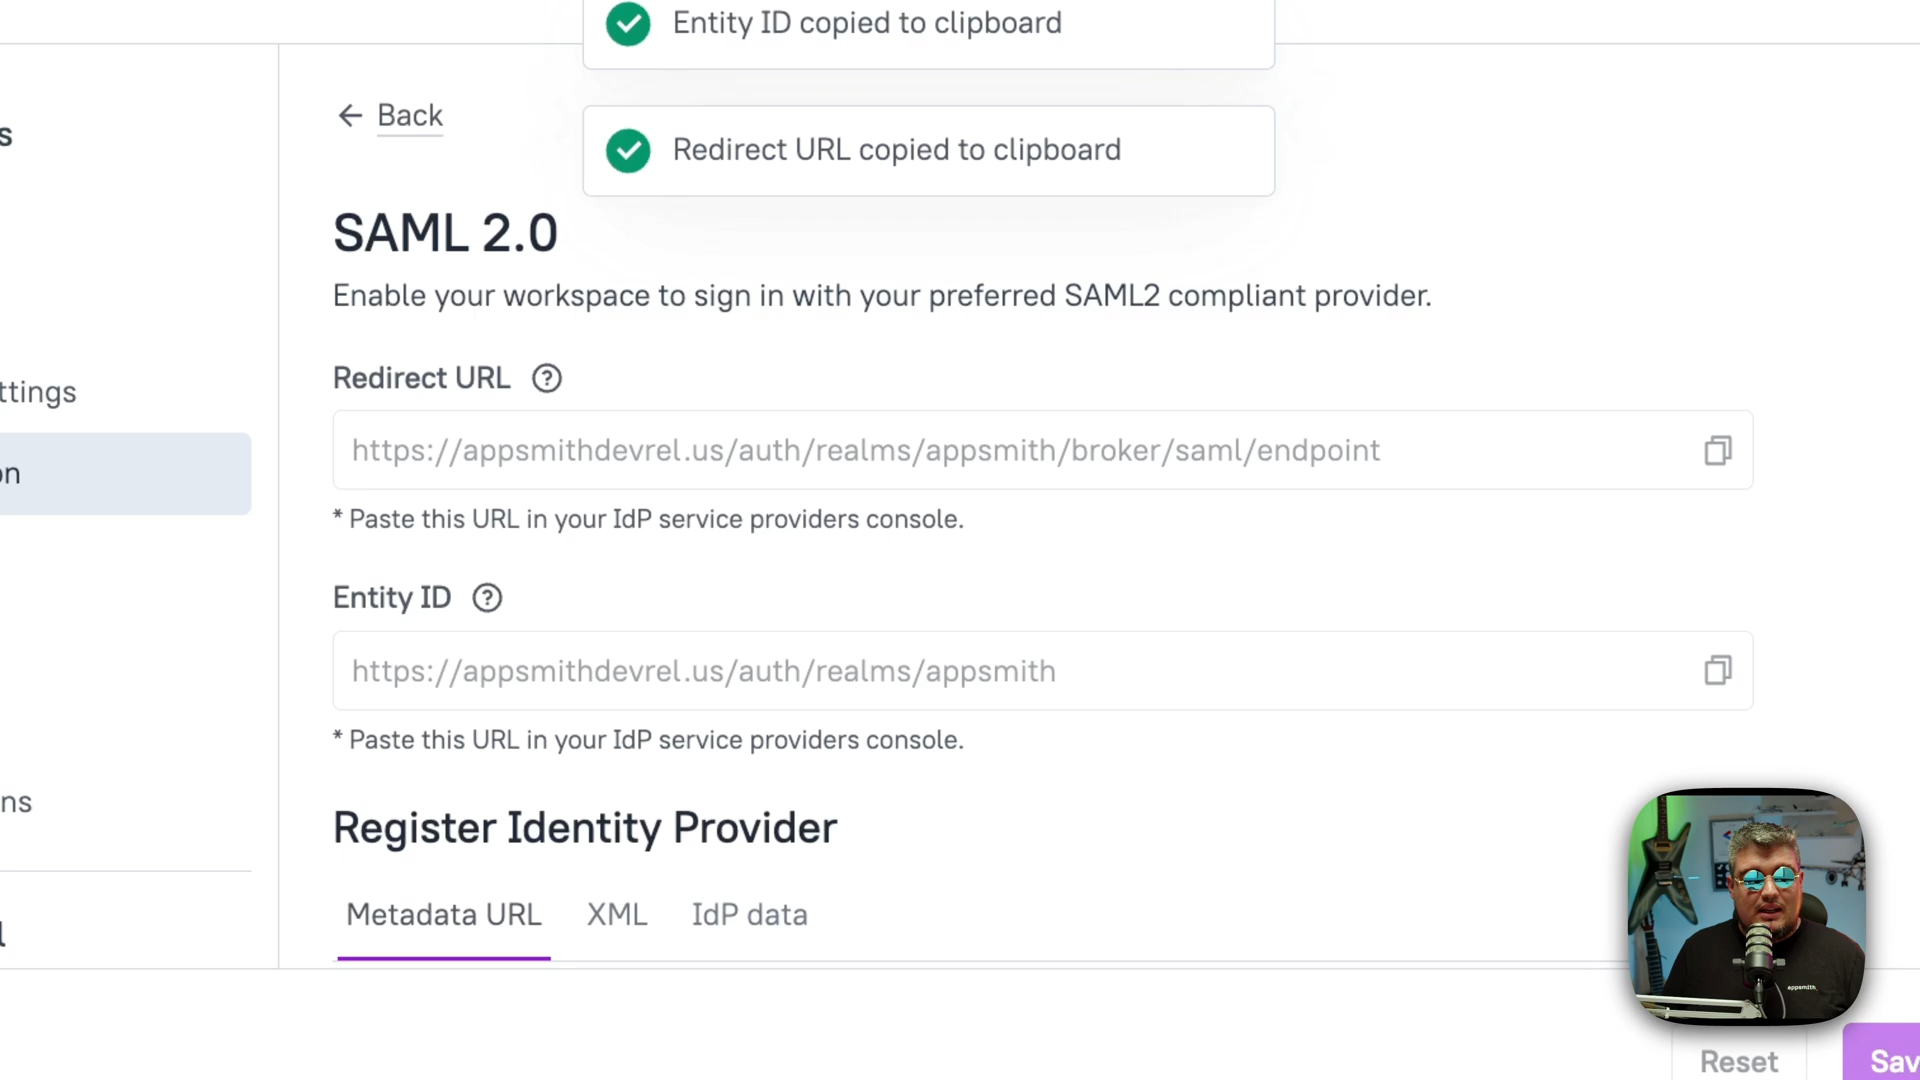 Entity ID copied to clipboard
Back
Redirect URL copied to clipboard
s
SAML 2.0
Enable your workspace to sign in with your preferred SAML2 compliant provider.
Redirect URL
ttings
https://appsmithdevrel.us/auth/realms/appsmith/broker/saml/endpoint
on
* Paste this URL in your IdP service providers console.
Entity ID
https://appsmithdevrel.us/auth/realms/appsmith
* Paste this URL in your IdP service providers console.
ns
Register Identity Provider
Metadata URL XML IdP data
l
appsmith
Reset Sav